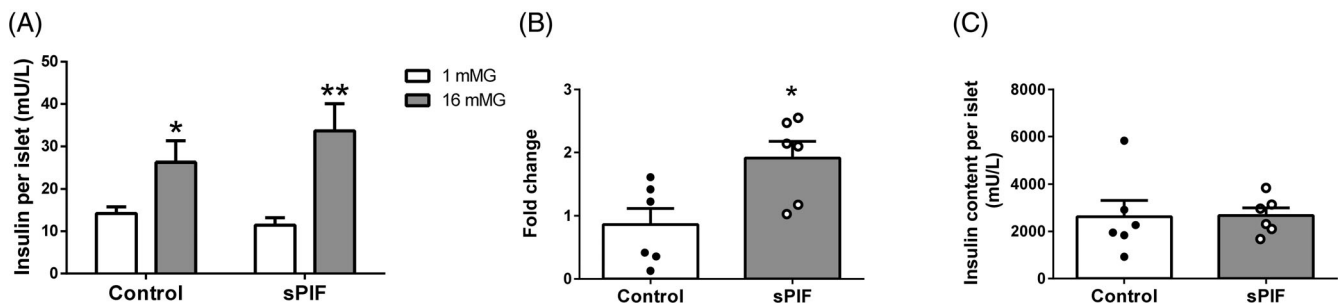 (A)
Insulin per islet (mU/L)
50
40
30
20
10
0
*
**
Control
sPIF
1 mMG
16 mMG
(B)
Fold change
3
2
1
0
*
Control
sPIF
(C)
Insulin content per islet
(mU/L)
8000
6000
4000
2000
0
Control
sPIF